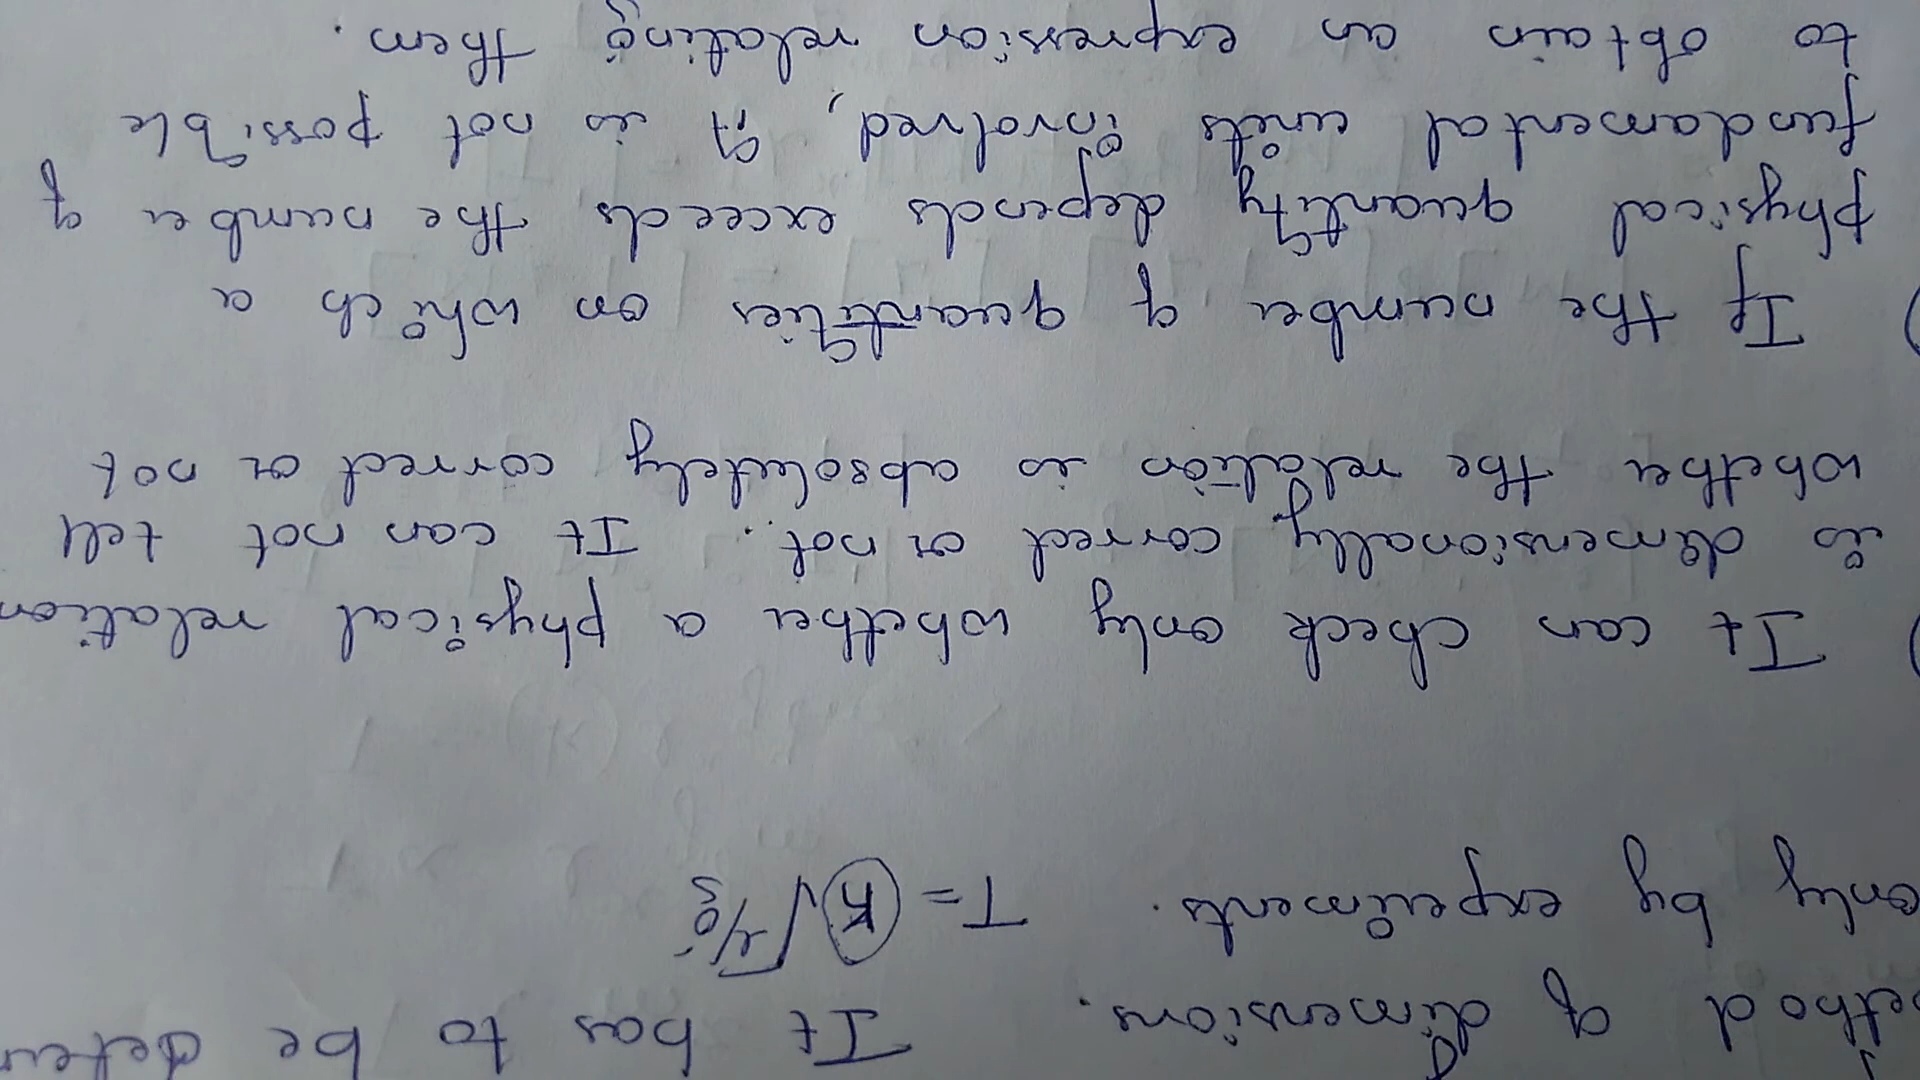 ethod of dimensions. It has to be deter
only by experiments. T = K√r/g
) It can check only whether a physical relation
is dimensionally correct or not. It can not tell
whether the relation is absolutely correct or not
) If the number of quantities on which a
physical quantity depends exceeds the number of
fundamental units involved, it is not possible
to obtain an expression relating them.